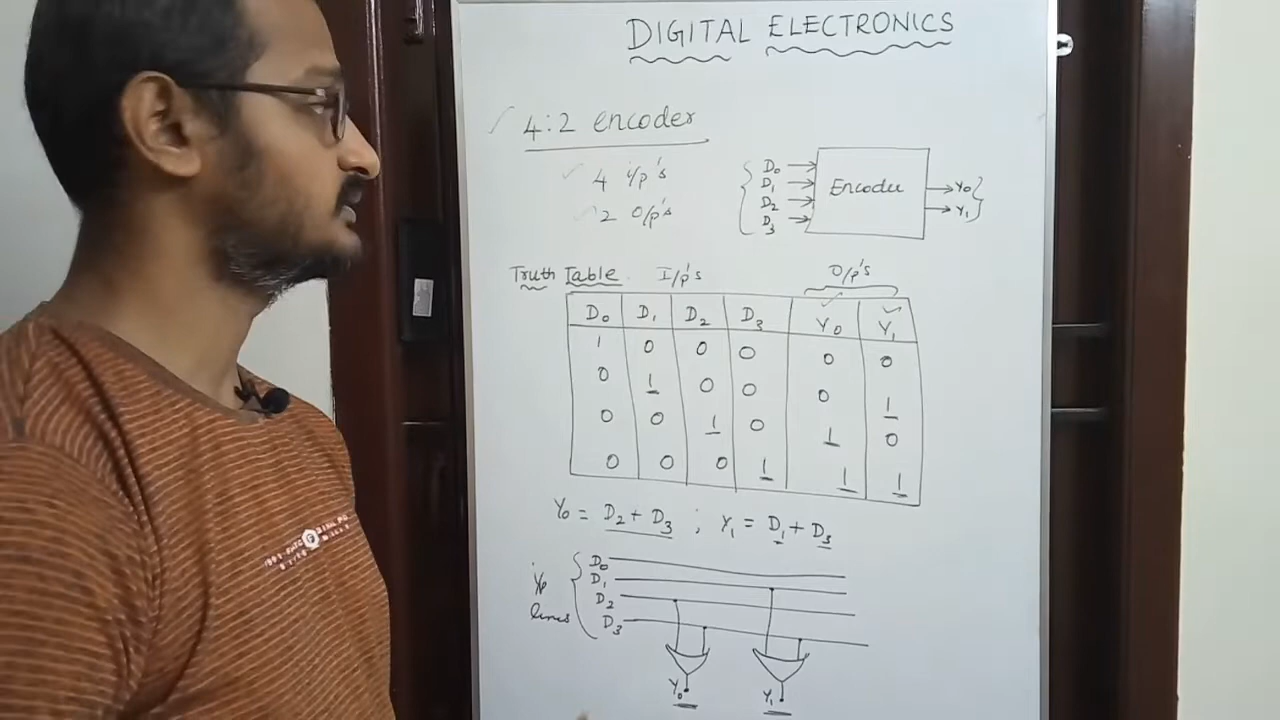 DIGITAL ELECTRONICS
4:2 encoder
4 i/p's
2 o/p's
D0
D1
D2
D3
Encoder
Y0
Y1
Truth Table I/p's O/p's
D0 D1 D2 D3 Y0 Y1
1 0 0 0 0 0
0 1 0 0 0 1
0 0 1 0 1 0
0 0 0 1 1 1
Y0 = D2 + D3 ; Y1 = D1 + D3
i/p lines
D0
D1
D2
D3
Y0 Y1